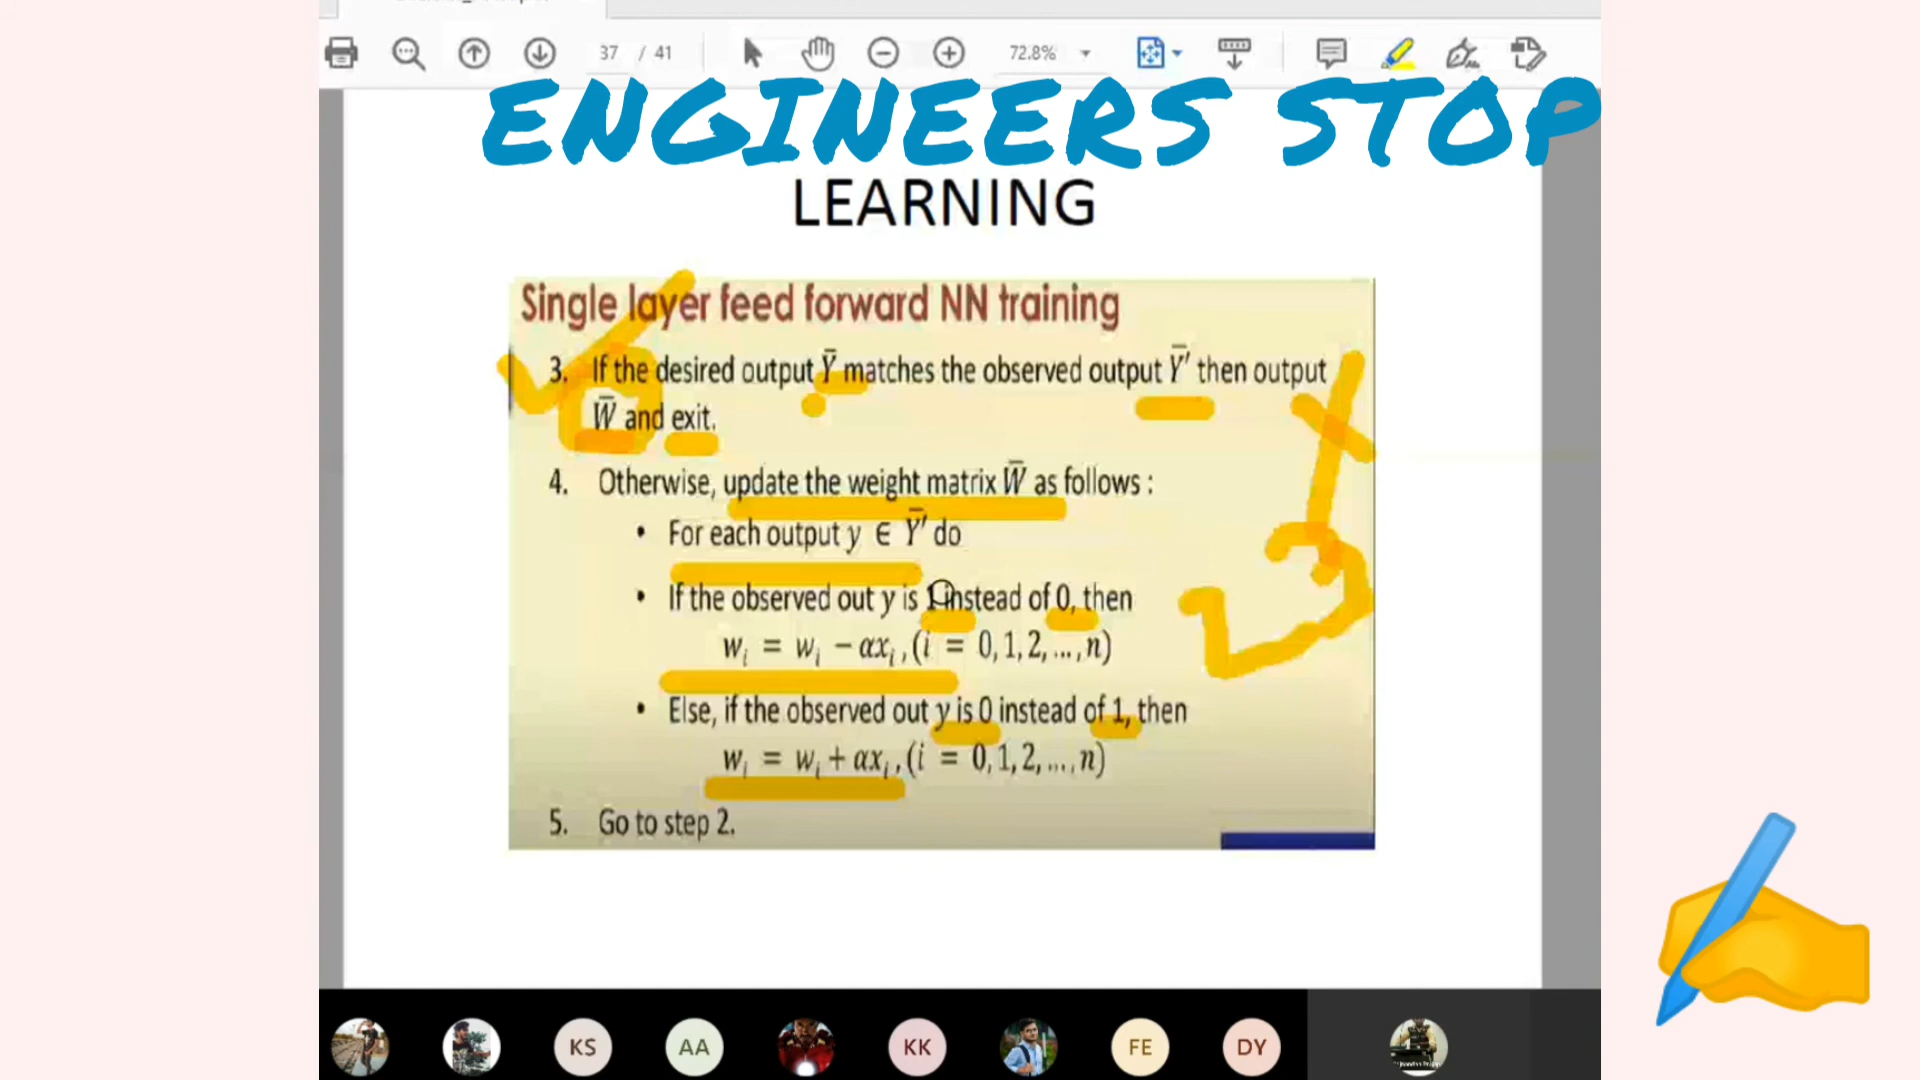 37 / 41
72.8%
ENGINEERS STOP
LEARNING
Single layer feed forward NN training
3. If the desired output Ȳ matches the observed output Ȳ′ then output
W̄ and exit.
4. Otherwise, update the weight matrix W̄ as follows :
• For each output y ∈ Ȳ′ do
• If the observed out y is 1 instead of 0, then
wᵢ = wᵢ − αxᵢ, (i = 0, 1, 2, ..., n)
• Else, if the observed out y is 0 instead of 1, then
wᵢ = wᵢ + αxᵢ, (i = 0, 1, 2, ..., n)
5. Go to step 2.
KS AA KK FE DY